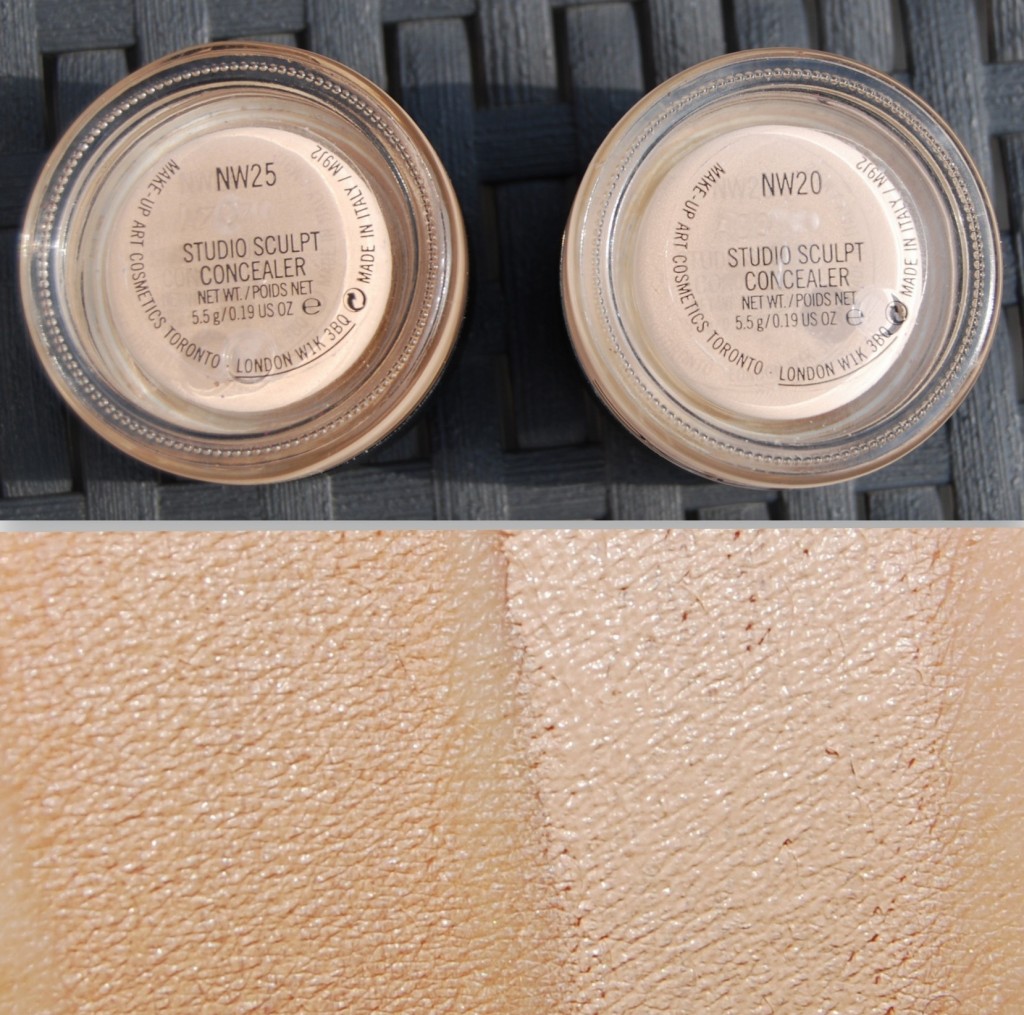 NW25
STUDIO SCULPT
CONCEALER
NET WT./POIDS NET
5.5 g/0.19 US OZ e
MAKE-UP ART COSMETICS TORONTO · LONDON W1K 3BQ
MADE IN ITALY / M912
NW20
STUDIO SCULPT
CONCEALER
NET WT./POIDS NET
5.5 g/0.19 US OZ e
MAKE-UP ART COSMETICS TORONTO · LONDON W1K 3BQ
MADE IN ITALY / M912